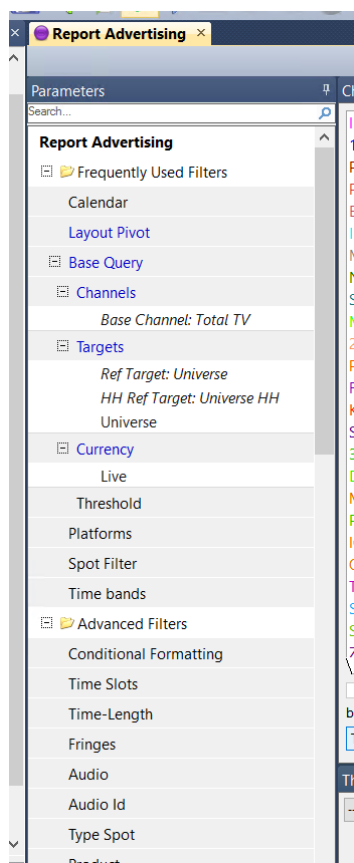 Report Advertising
Parameters
Search...
Report Advertising
Frequently Used Filters
Calendar
Layout Pivot
Base Query
Channels
Base Channel: Total TV
Targets
Ref Target: Universe
HH Ref Target: Universe HH
Universe
Currency
Live
Threshold
Platforms
Spot Filter
Time bands
Advanced Filters
Conditional Formatting
Time Slots
Time-Length
Fringes
Audio
Audio Id
Type Spot
Product